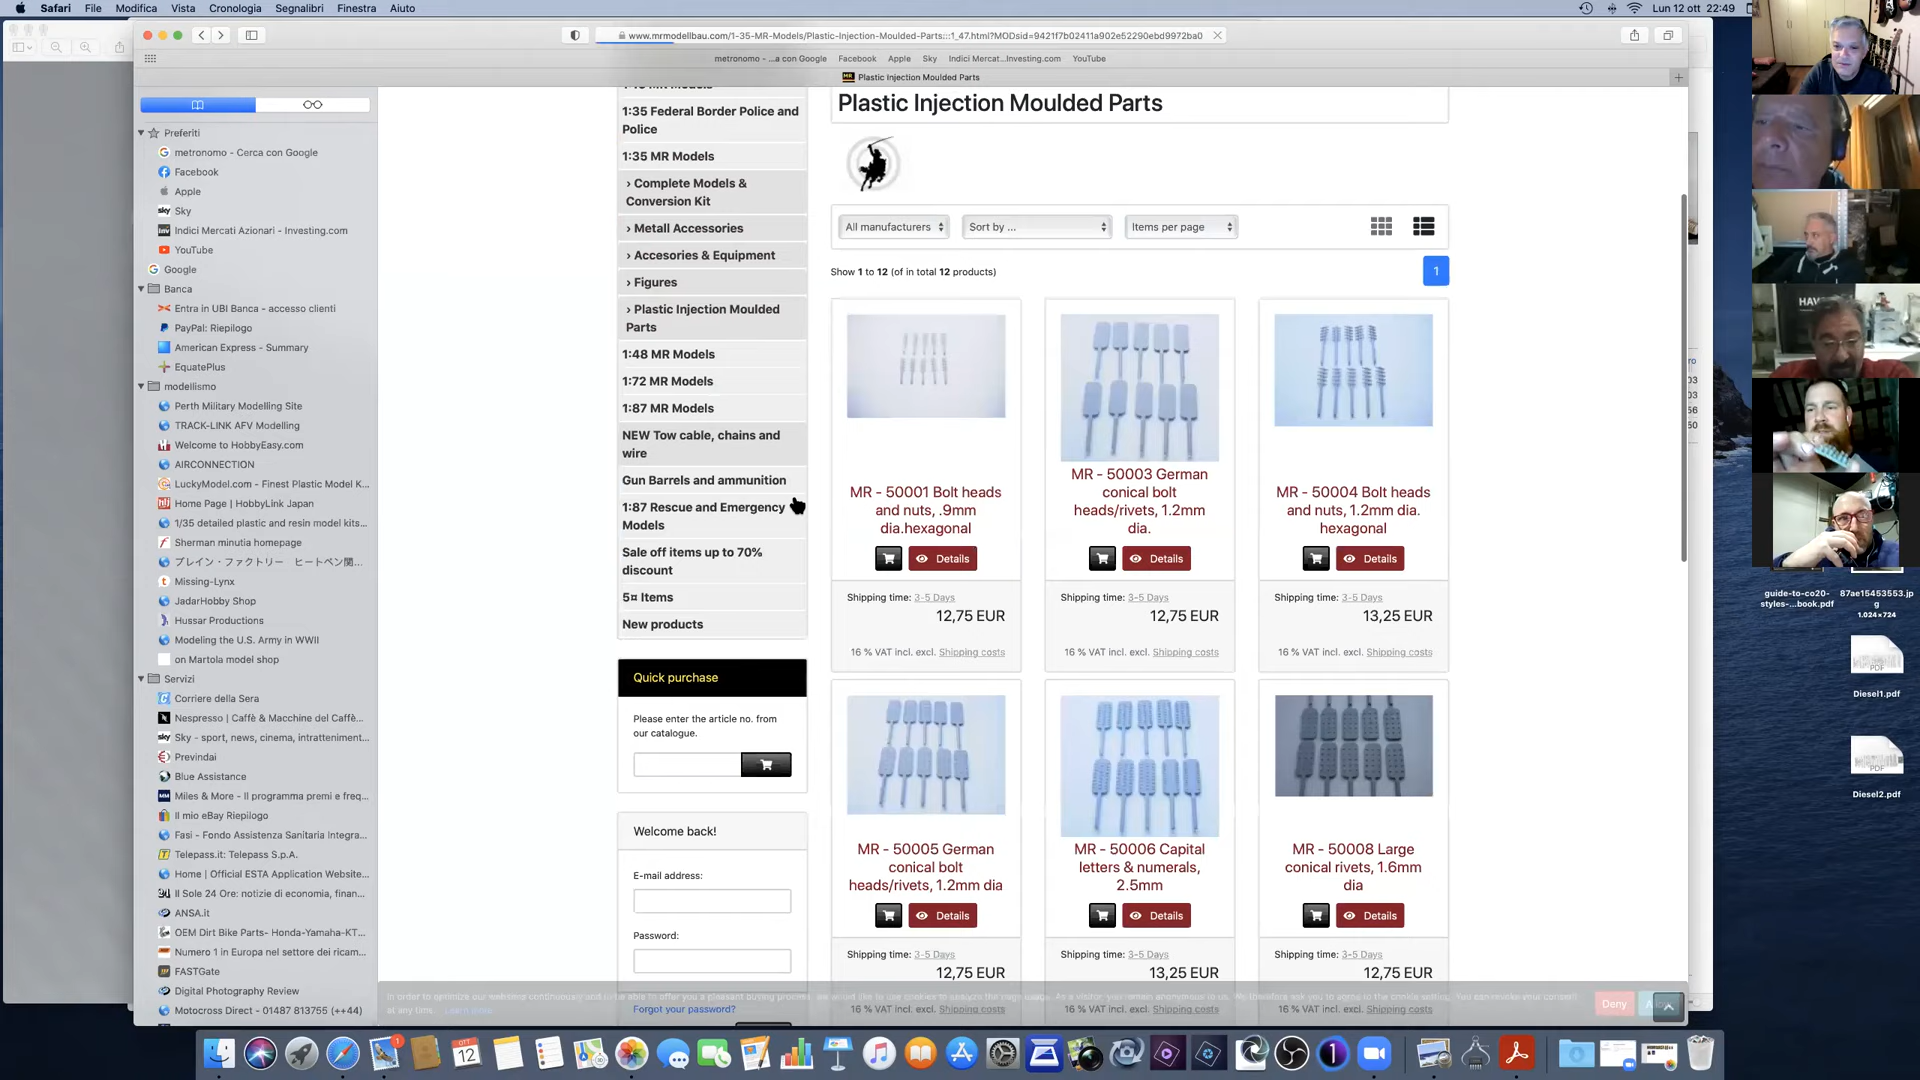 Safari File Modifica Vista Cronologia Segnalibri Finestra Aiuto
Lun 12 ott 22:49
www.mrmodellbau.com/1-35-MR-Models/Plastic-Injection-Moulded-Parts:::1_47.html?MODsid=9421f7b02411a902e52290ebd9972ba0
metronomo - ...a con Google Facebook Apple Sky Indici Mercat...Investing.com YouTube
Plastic Injection Moulded Parts
Preferiti
metronomo - Cerca con Google
Facebook
Apple
Sky
Indici Mercati Azionari - Investing.com
YouTube
Google
Banca
Entra in UBI Banca - accesso clienti
PayPal: Riepilogo
American Express - Summary
EquatePlus
modellismo
Perth Military Modelling Site
TRACK-LINK AFV Modelling
Welcome to HobbyEasy.com
AIRCONNECTION
LuckyModel.com - Finest Plastic Model K...
Home Page | HobbyLink Japan
1/35 detailed plastic and resin model kits...
Sherman minutia homepage
ブレイン・ファクトリー ヒートペン関...
Missing-Lynx
JadarHobby Shop
Hussar Productions
Modeling the U.S. Army in WWII
on Martola model shop
Servizi
Corriere della Sera
Nespresso | Caffè & Macchine del Caffè...
Sky - sport, news, cinema, intratteniment...
Previndai
Blue Assistance
Miles & More - Il programma premi e freq...
Il mio eBay Riepilogo
Fasi - Fondo Assistenza Sanitaria Integra...
Telepass.it: Telepass S.p.A.
Home | Official ESTA Application Website...
Il Sole 24 Ore: notizie di economia, finan...
ANSA.it
OEM Dirt Bike Parts- Honda-Yamaha-KT...
Numero 1 in Europa nel settore dei ricam...
FASTGate
Digital Photography Review
Motocross Direct - 01487 813755 (++44)
1:35 Federal Border Police and
Police
1:35 MR Models
› Complete Models &
Conversion Kit
› Metall Accessories
› Accesories & Equipment
› Figures
› Plastic Injection Moulded
Parts
1:48 MR Models
1:72 MR Models
1:87 MR Models
NEW Tow cable, chains and
wire
Gun Barrels and ammunition
1:87 Rescue and Emergency
Models
Sale off items up to 70%
discount
5¤ Items
New products
Quick purchase
Please enter the article no. from
our catalogue.
Welcome back!
E-mail address:
Password:
Forgot your password?
Plastic Injection Moulded Parts
All manufacturers Sort by ... Items per page
Show 1 to 12 (of in total 12 products)
1
MR - 50001 Bolt heads
and nuts, .9mm
dia.hexagonal
Details
Shipping time: 3-5 Days
12,75 EUR
16 % VAT incl. excl. Shipping costs
MR - 50003 German
conical bolt
heads/rivets, 1.2mm
dia.
Details
Shipping time: 3-5 Days
12,75 EUR
16 % VAT incl. excl. Shipping costs
MR - 50004 Bolt heads
and nuts, 1.2mm dia.
hexagonal
Details
Shipping time: 3-5 Days
13,25 EUR
16 % VAT incl. excl. Shipping costs
MR - 50005 German
conical bolt
heads/rivets, 1.2mm dia
Details
Shipping time: 3-5 Days
12,75 EUR
16 % VAT incl. excl. Shipping costs
MR - 50006 Capital
letters & numerals,
2.5mm
Details
Shipping time: 3-5 Days
13,25 EUR
16 % VAT incl. excl. Shipping costs
MR - 50008 Large
conical rivets, 1.6mm
dia
Details
Shipping time: 3-5 Days
12,75 EUR
16 % VAT incl. excl. Shipping costs
Deny
HAV
guide-to-co20-
styles-...book.pdf
87ae15453553.jp
g
1.024×724
PDF
Diesel1.pdf
PDF
Diesel2.pdf
OTT
12